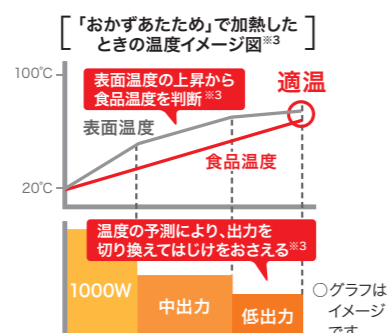 「おかずあたため」で加熱した
ときの温度イメージ図※3
100℃
表面温度の上昇から
食品温度を判断※3
適温
表面温度
食品温度
20℃
温度の予測により、出力を
切り換えてはじけをおさえる※3
1000W
中出力
低出力
○グラフは
イメージ
です